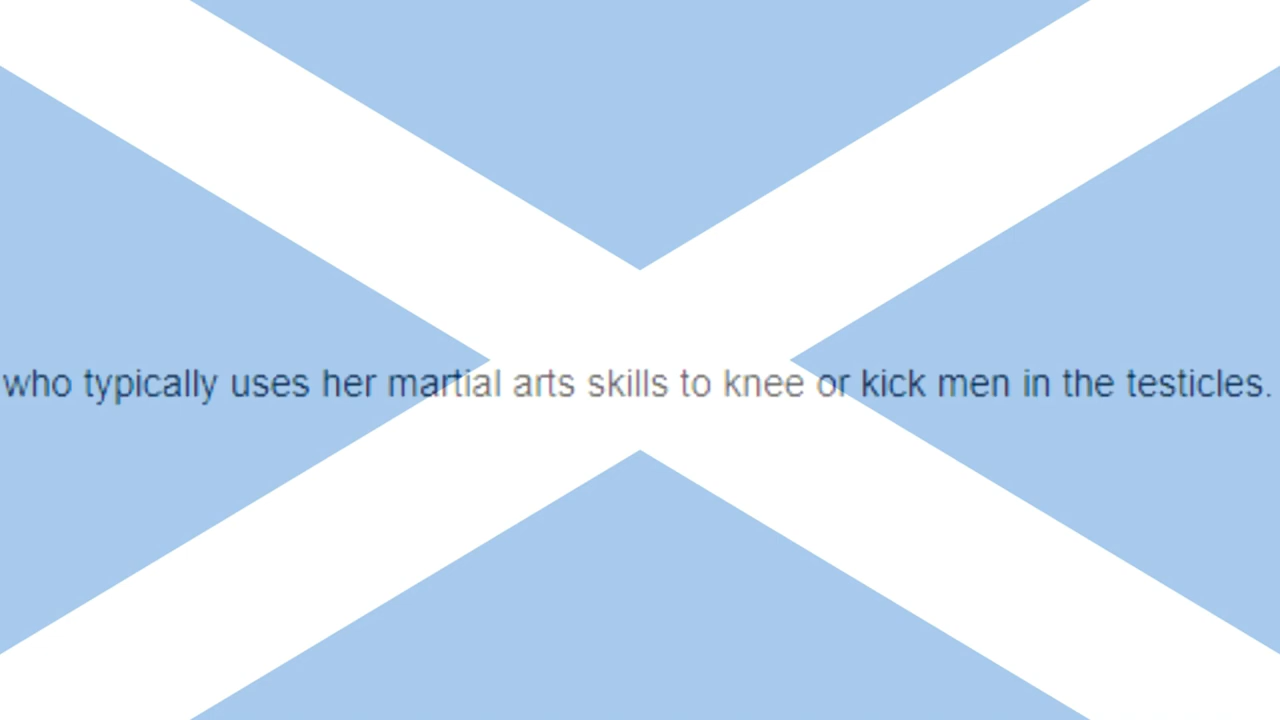 who typically uses her martial arts skills to knee or kick men in the testicles.